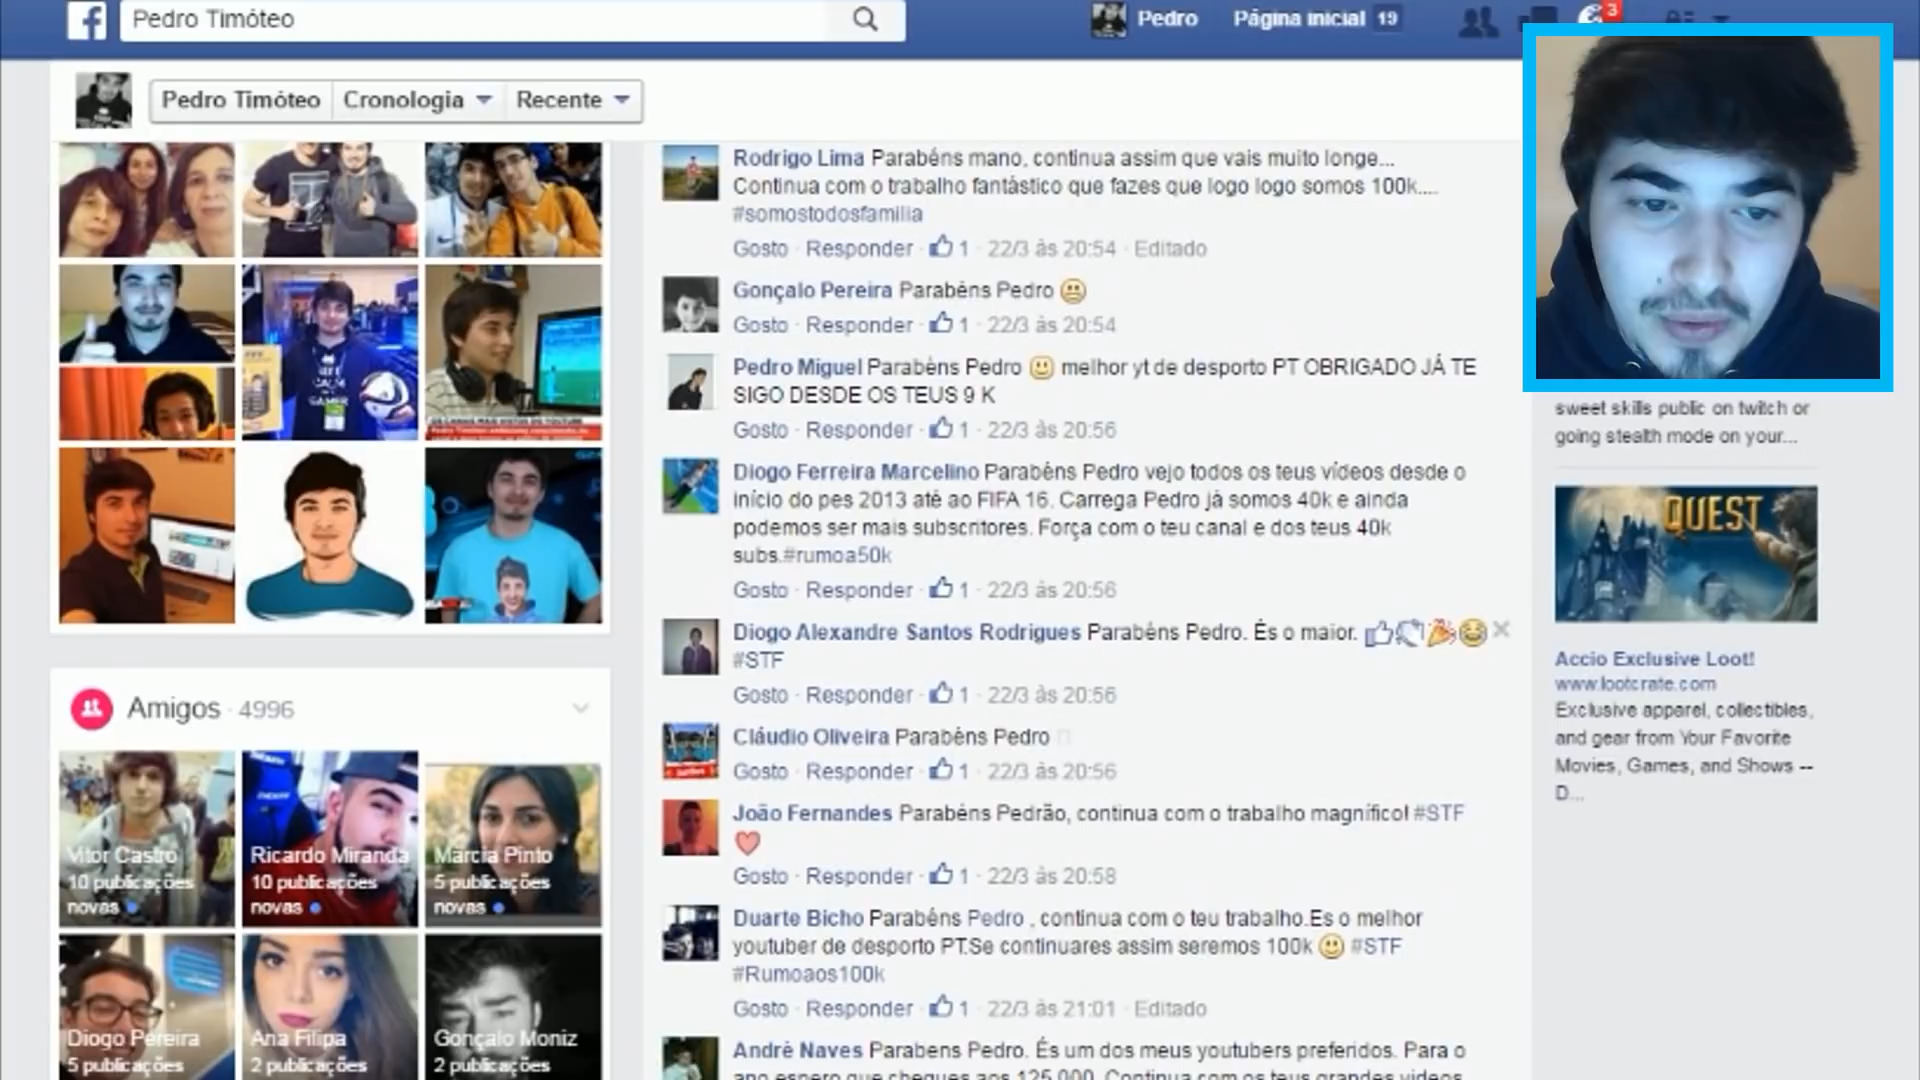 Pedro Timóteo
Pedro Página inicial 19
3
Pedro Timóteo Cronologia Recente
Rodrigo Lima Parabéns mano, continua assim que vais muito longe...
Continua com o trabalho fantástico que fazes que logo logo somos 100k....
#somostodosfamilia
Gosto · Responder · 1 · 22/3 às 20:54 · Editado
Gonçalo Pereira Parabéns Pedro
Gosto · Responder · 1 · 22/3 às 20:54
Pedro Miguel Parabéns Pedro melhor yt de desporto PT OBRIGADO JÁ TE
SIGO DESDE OS TEUS 9 K
Gosto · Responder · 1 · 22/3 às 20:56
Diogo Ferreira Marcelino Parabéns Pedro vejo todos os teus vídeos desde o
início do pes 2013 até ao FIFA 16. Carrega Pedro já somos 40k e ainda
podemos ser mais subscritores. Força com o teu canal e dos teus 40k
subs.#rumoa50k
Gosto · Responder · 1 · 22/3 às 20:56
Diogo Alexandre Santos Rodrigues Parabéns Pedro. És o maior.
#STF
Gosto · Responder · 1 · 22/3 às 20:56
Cláudio Oliveira Parabéns Pedro
Gosto · Responder · 1 · 22/3 às 20:56
João Fernandes Parabéns Pedrão, continua com o trabalho magnífico! #STF
Gosto · Responder · 1 · 22/3 às 20:58
Duarte Bicho Parabéns Pedro , continua com o teu trabalho.Es o melhor
youtuber de desporto PT.Se continuares assim seremos 100k #STF
#Rumoaos100k
Gosto · Responder · 1 · 22/3 às 21:01 · Editado
André Naves Parabens Pedro. És um dos meus youtubers preferidos. Para o
ano espero que chegues aos 125.000. Continua com os teus grandes videos
Amigos · 4996
Vitor Castro
10 publicações
novas
Ricardo Miranda
10 publicações
novas
Márcia Pinto
5 publicações
novas
Diogo Pereira
5 publicações
Ana Filipa
2 publicações
Gonçalo Moniz
2 publicações
sweet skills public on twitch or
going stealth mode on your...
QUEST
Accio Exclusive Loot!
www.lootcrate.com
Exclusive apparel, collectibles,
and gear from Your Favorite
Movies, Games, and Shows --
D...